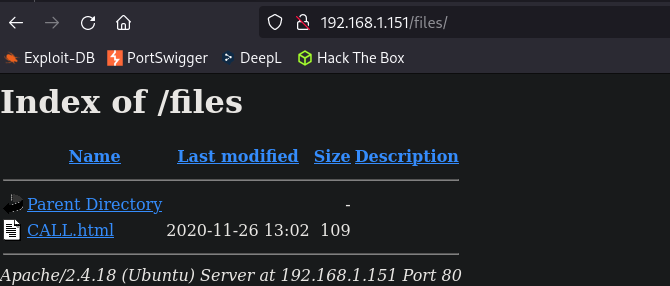 192.168.1.151/files/
Exploit-DB PortSwigger DeepL Hack The Box
Index of /files
Name Last modified Size Description
Parent Directory -
CALL.html 2020-11-26 13:02 109
Apache/2.4.18 (Ubuntu) Server at 192.168.1.151 Port 80